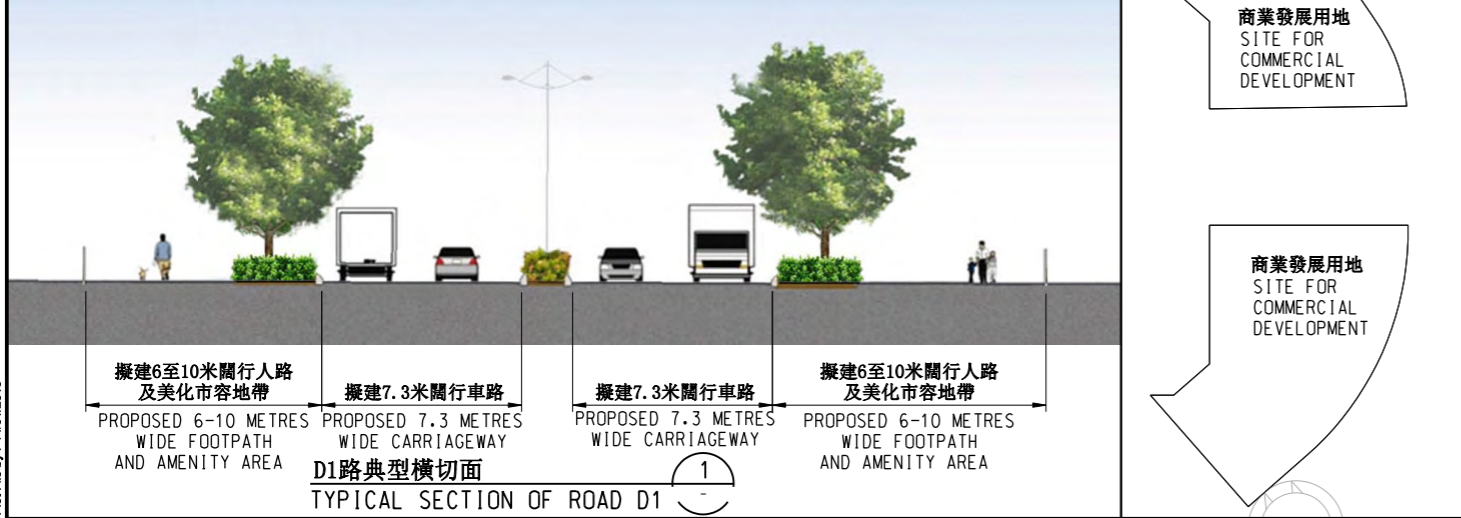 擬建6至10米闊行人路
及美化市容地帶
PROPOSED 6-10 METRES
WIDE FOOTPATH
AND AMENITY AREA
擬建7.3米闊行車路
PROPOSED 7.3 METRES
WIDE CARRIAGEWAY
擬建7.3米闊行車路
PROPOSED 7.3 METRES
WIDE CARRIAGEWAY
擬建6至10米闊行人路
及美化市容地帶
PROPOSED 6-10 METRES
WIDE FOOTPATH
AND AMENITY AREA
D1路典型橫切面
TYPICAL SECTION OF ROAD D1
1
-
商業發展用地
SITE FOR
COMMERCIAL
DEVELOPMENT
商業發展用地
SITE FOR
COMMERCIAL
DEVELOPMENT